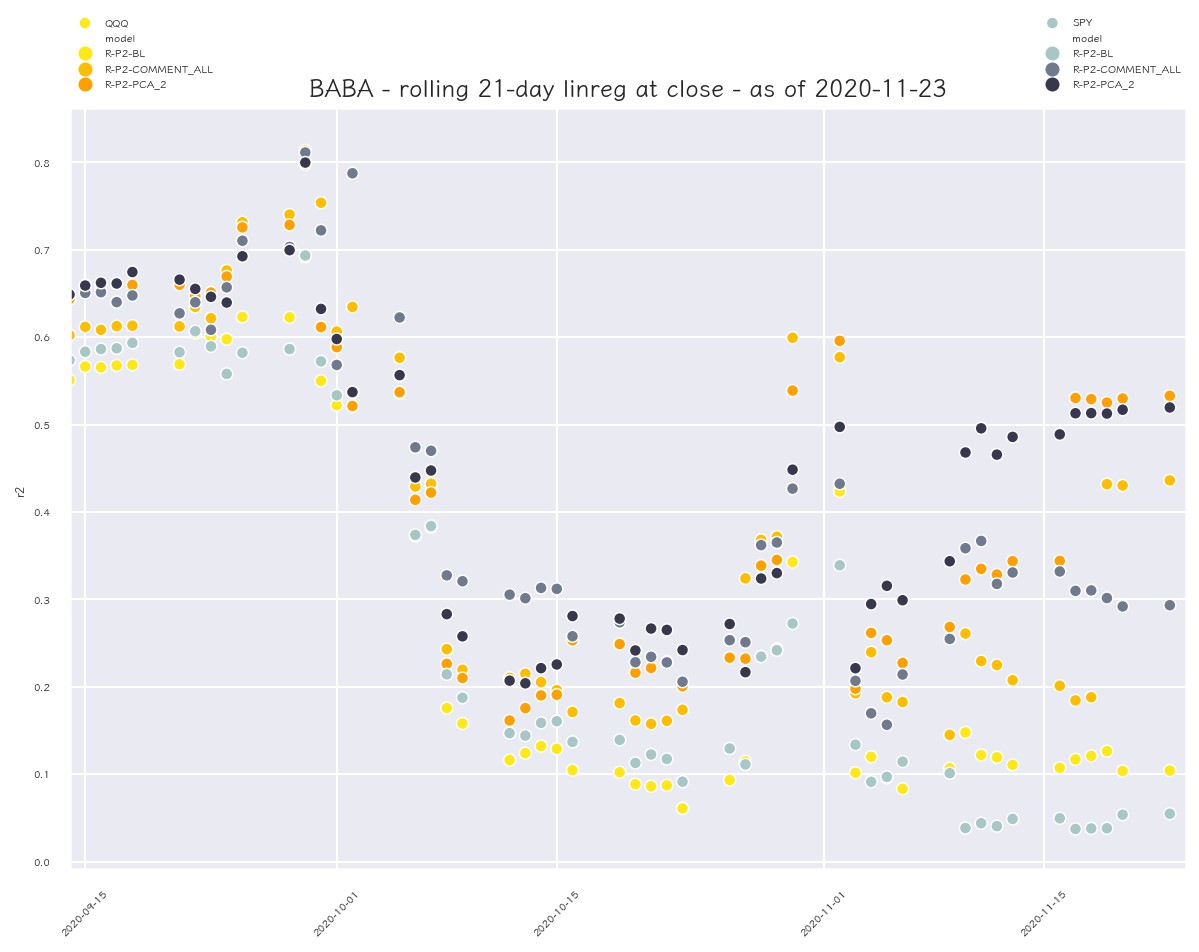 QQQ
model
R-P2-BL
R-P2-COMMENT_ALL
R-P2-PCA_2
SPY
model
R-P2-BL
R-P2-COMMENT_ALL
R-P2-PCA_2
BABA - rolling 21-day linreg at close - as of 2020-11-23
0.8
0.7
0.6
0.5
0.4
0.3
0.2
0.1
0.0
r2
2020-09-15
2020-10-01
2020-10-15
2020-11-01
2020-11-15